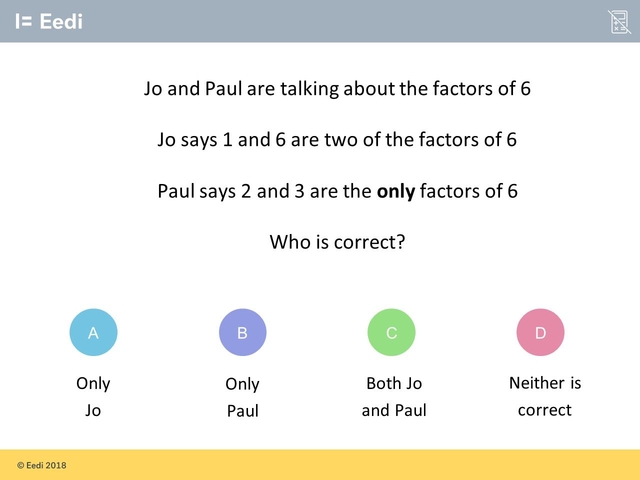 I= Eedi
Jo and Paul are talking about the factors of 6
Jo says 1 and 6 are two of the factors of 6
Paul says 2 and 3 are the only factors of 6
Who is correct?
A
B
C
D
Only
Jo
Only
Paul
Both Jo
and Paul
Neither is
correct
© Eedi 2018